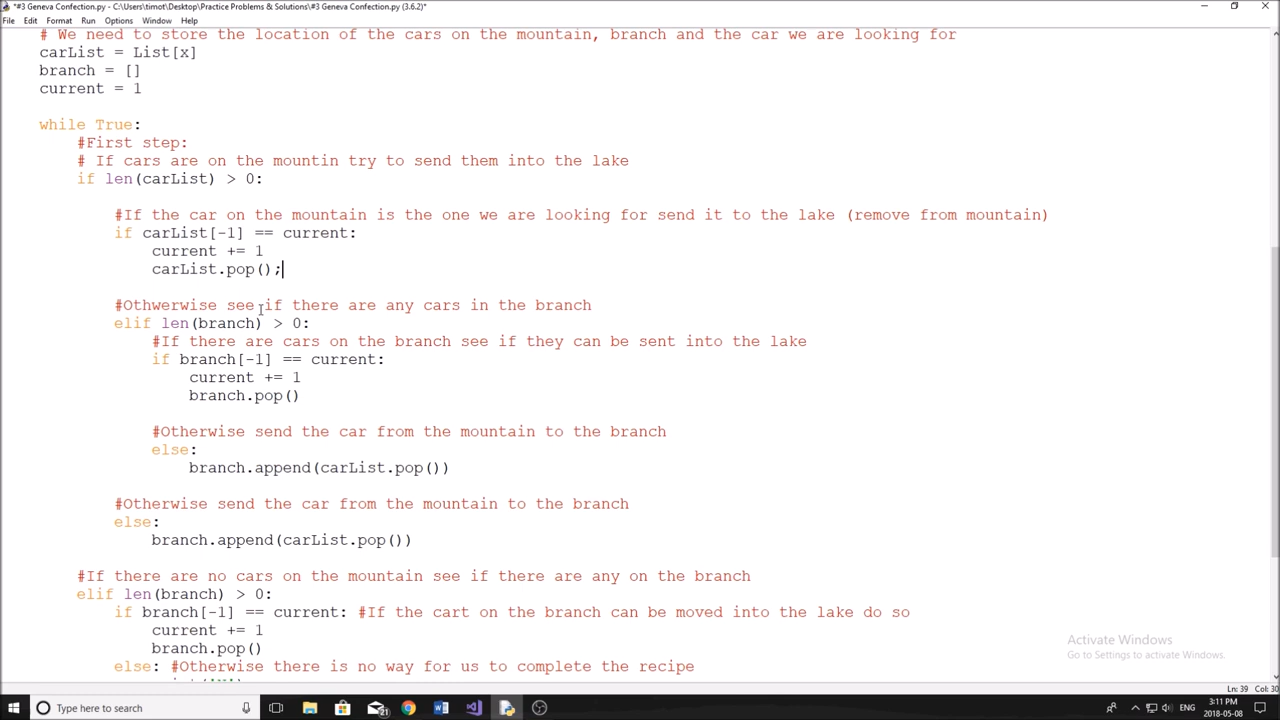 *#3 Geneva Confection.py - C:\Users\timot\Desktop\Practice Problems & Solutions\#3 Geneva Confection.py (3.6.2)*
File Edit Format Run Options Window Help
# We need to store the location of the cars on the mountain, branch and the car we are looking for
carList = List[x]
branch = []
current = 1
while True:
#First step:
# If cars are on the mountin try to send them into the lake
if len(carList) > 0:
#If the car on the mountain is the one we are looking for send it to the lake (remove from mountain)
if carList[-1] == current:
current += 1
carList.pop();
#Othwerwise see if there are any cars in the branch
elif len(branch) > 0:
#If there are cars on the branch see if they can be sent into the lake
if branch[-1] == current:
current += 1
branch.pop()
#Otherwise send the car from the mountain to the branch
else:
branch.append(carList.pop())
#Otherwise send the car from the mountain to the branch
else:
branch.append(carList.pop())
#If there are no cars on the mountain see if there are any on the branch
elif len(branch) > 0:
if branch[-1] == current: #If the cart on the branch can be moved into the lake do so
current += 1
branch.pop()
else: #Otherwise there is no way for us to complete the recipe
Activate Windows
Go to Settings to activate Windows.
Ln: 39 Col: 30
Type here to search
21
ENG
3:11 PM
2018-05-08